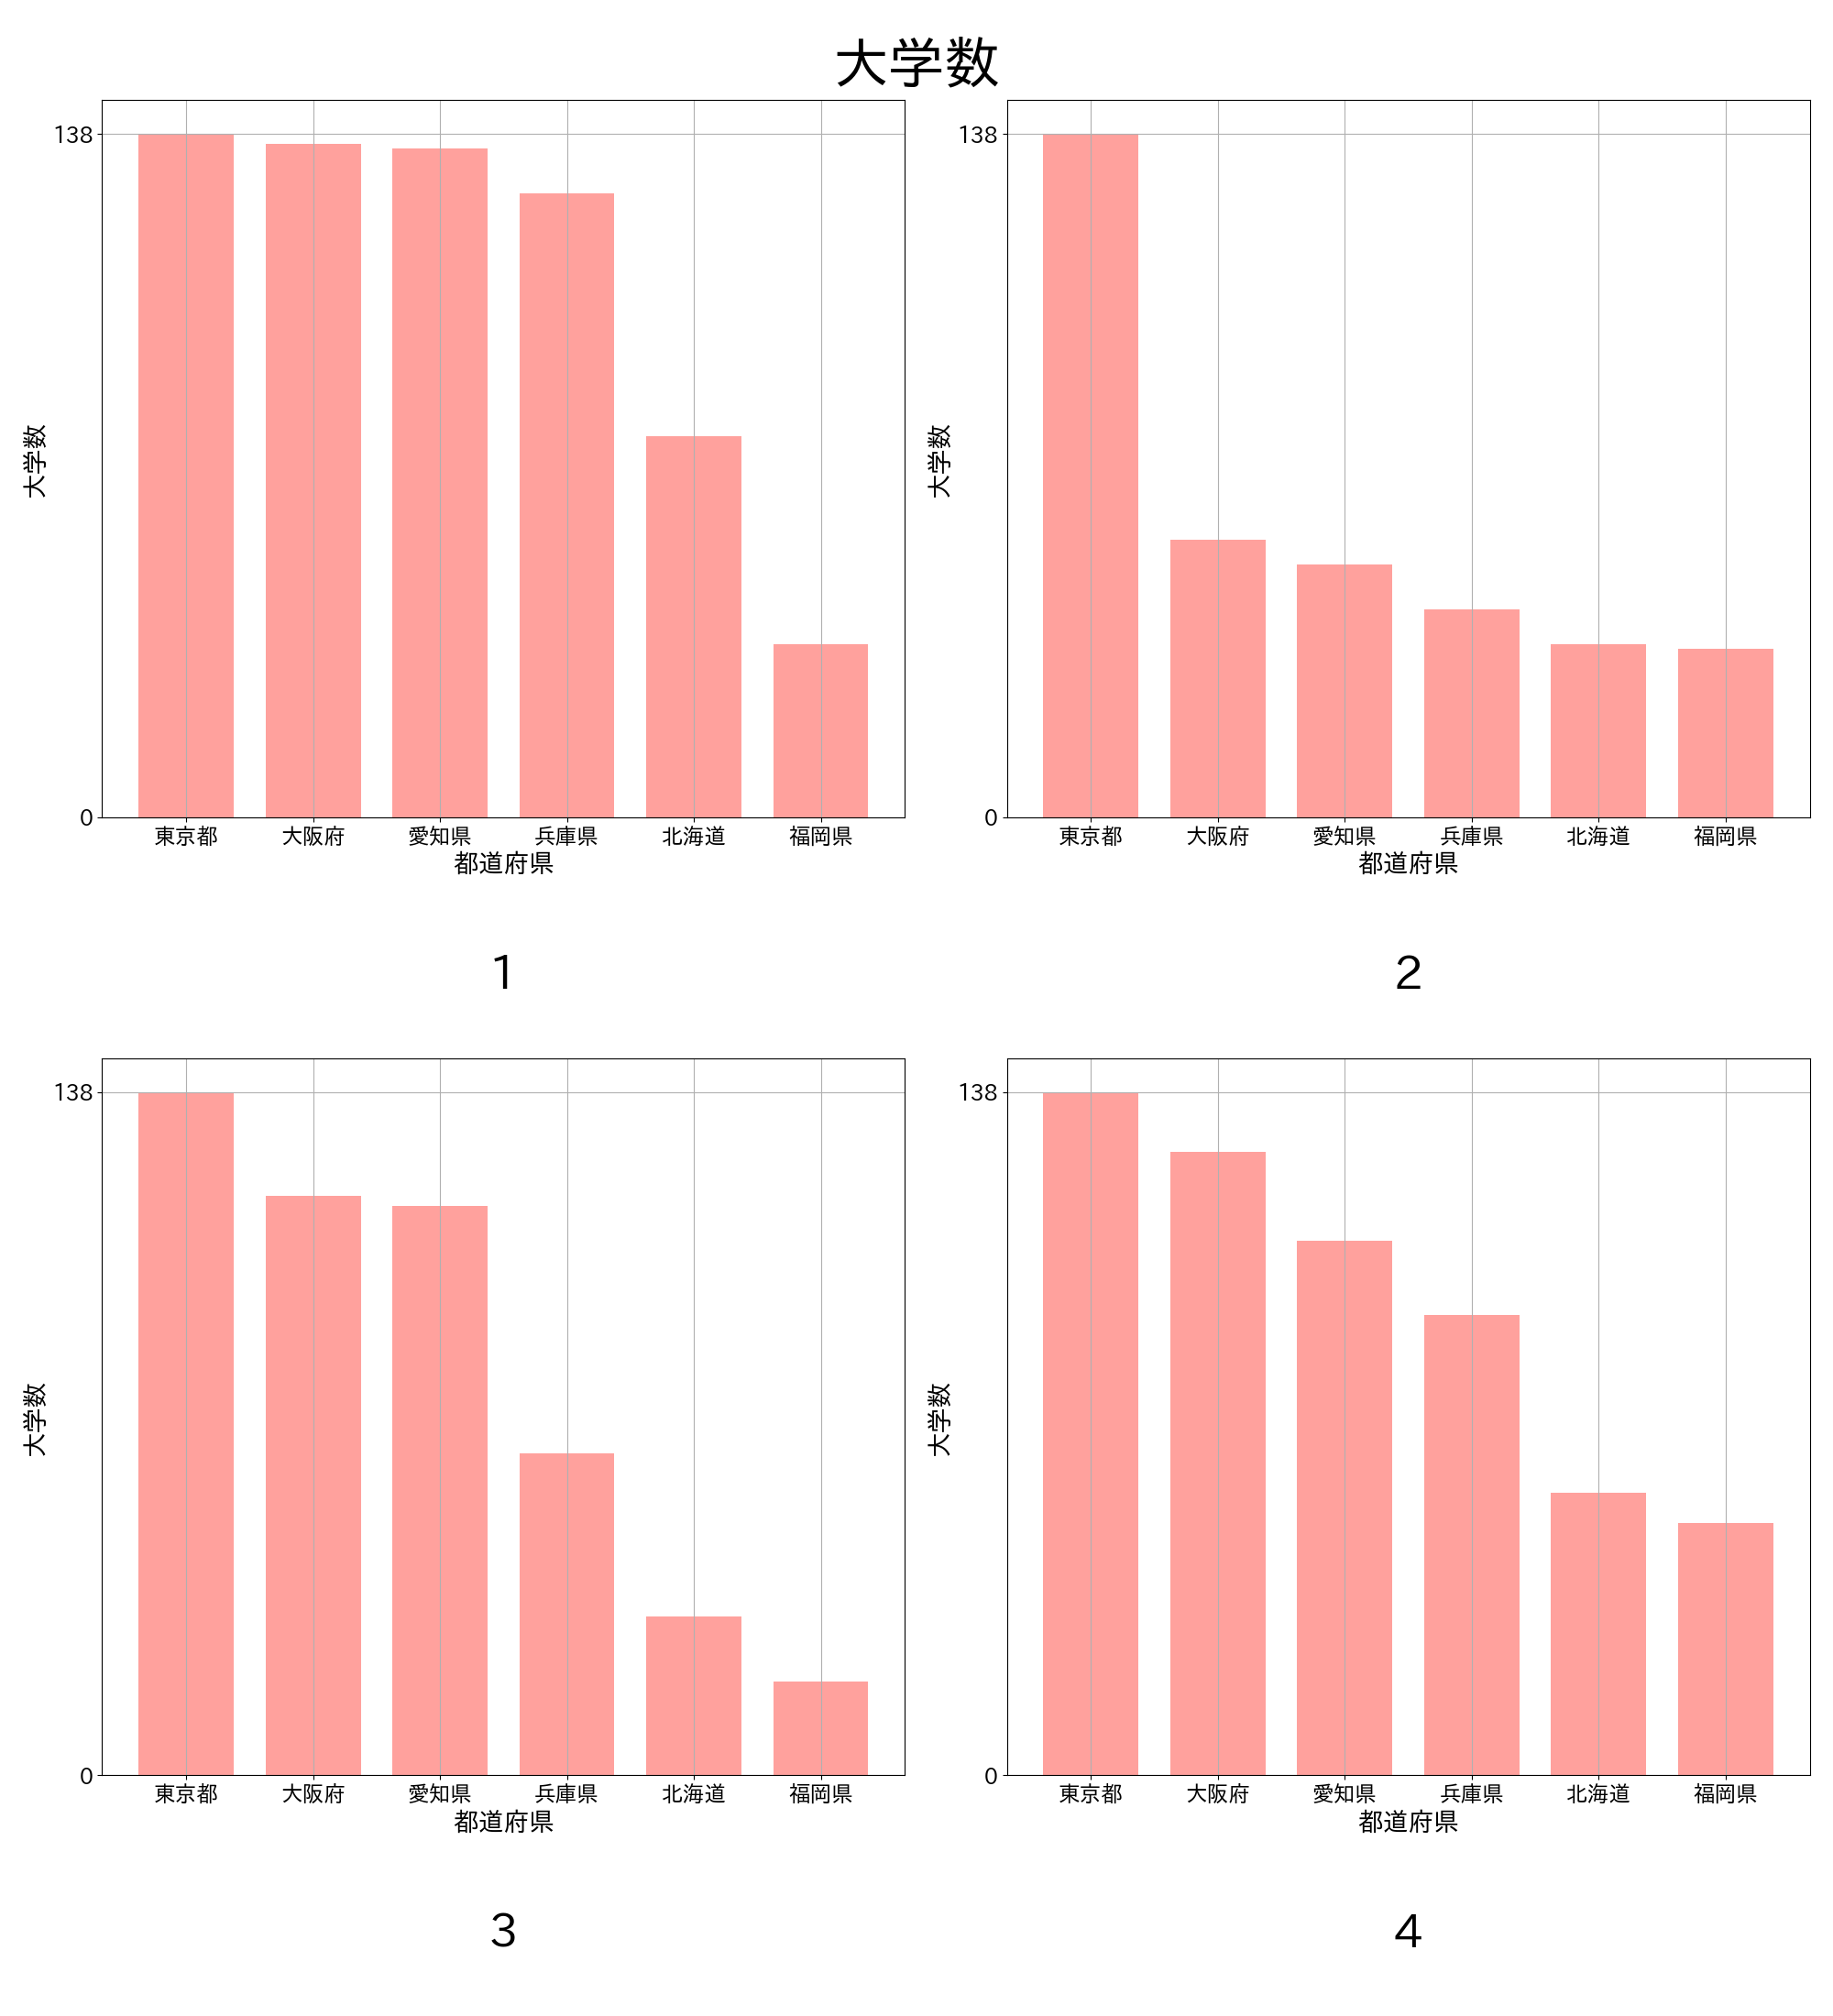 大学数
138
大学数
0
東京都 大阪府 愛知県 兵庫県 北海道 福岡県
都道府県
1
138
大学数
0
東京都 大阪府 愛知県 兵庫県 北海道 福岡県
都道府県
2
138
大学数
0
東京都 大阪府 愛知県 兵庫県 北海道 福岡県
都道府県
3
138
大学数
0
東京都 大阪府 愛知県 兵庫県 北海道 福岡県
都道府県
4